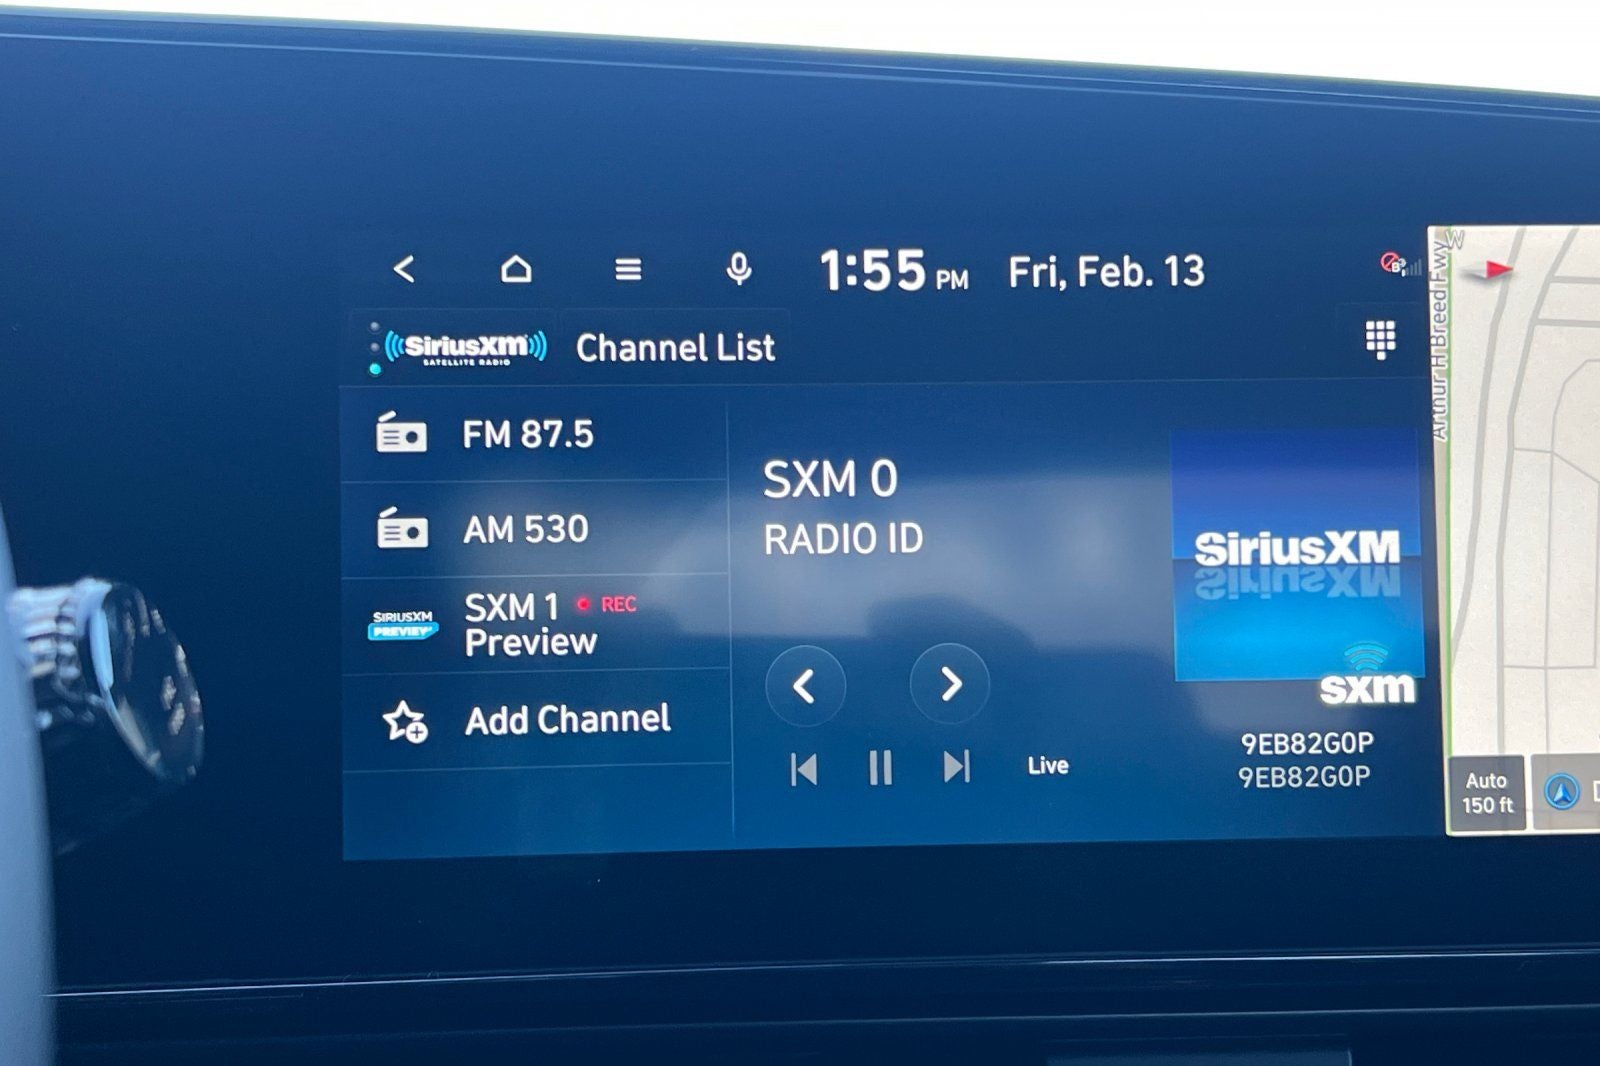 1:55 PM Fri, Feb. 13
SiriusXM
SATELLITE RADIO
Channel List
FM 87.5
AM 530
SIRIUSXM
PREVIEW
SXM 1 REC
Preview
Add Channel
SXM 0
RADIO ID
Live
SiriusXM
sxm
9EB82G0P
9EB82G0P
W
Arthur H Breed Fwy
Auto
150 ft